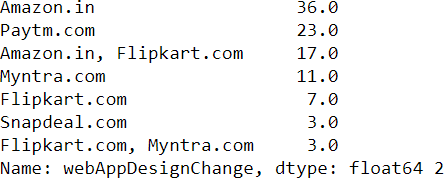 Amazon.in 36.0
Paytm.com 23.0
Amazon.in, Flipkart.com 17.0
Myntra.com 11.0
Flipkart.com 7.0
Snapdeal.com 3.0
Flipkart.com, Myntra.com 3.0
Name: webAppDesignChange, dtype: float64 2